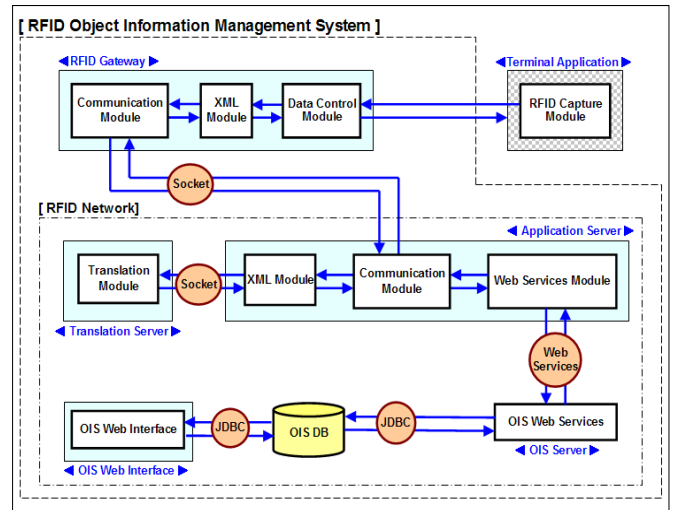 [ RFID Object Information Management System ]
RFID Gateway
Terminal Application
Communication
Module
XML
Module
Data Control
Module
RFID Capture
Module
Socket
[ RFID Network]
Application Server
Translation
Module
Socket
XML Module
Communication
Module
Web Services Module
Translation Server
Web
Services
OIS Web Interface
JDBC
OIS DB
JDBC
OIS Web Services
OIS Web Interface
OIS Server